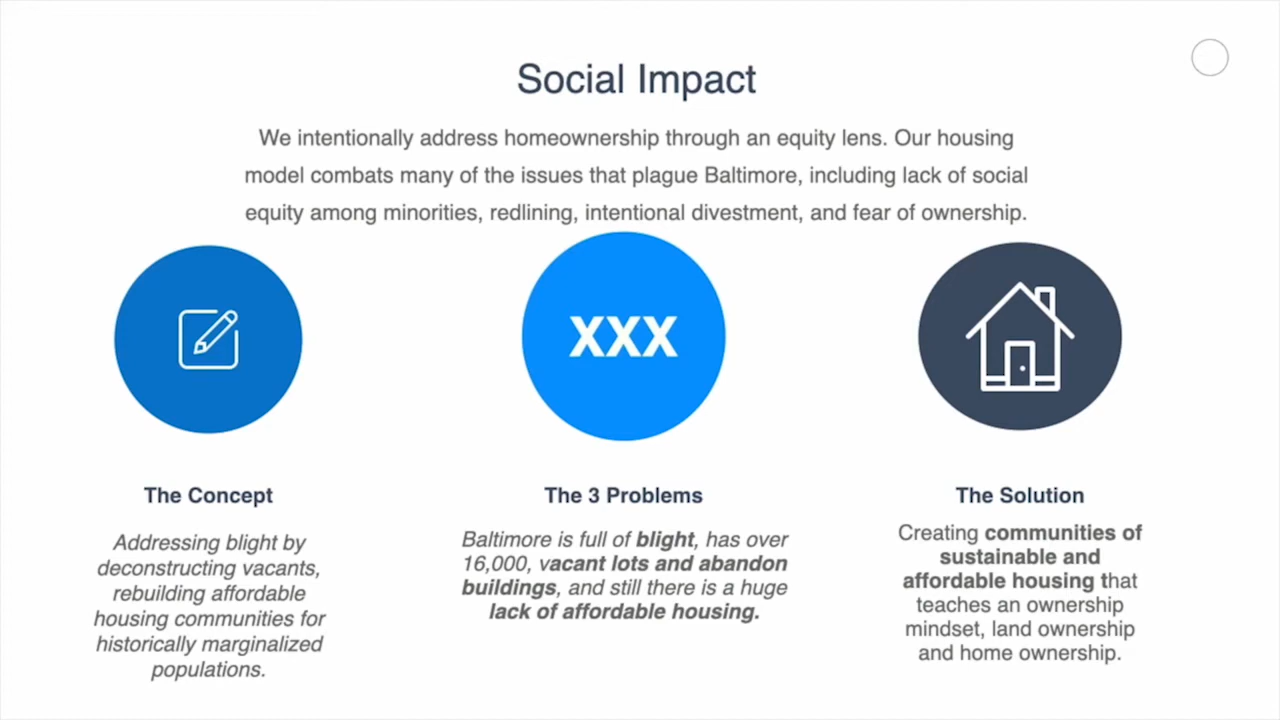 Social Impact
We intentionally address homeownership through an equity lens. Our housing
model combats many of the issues that plague Baltimore, including lack of social
equity among minorities, redlining, intentional divestment, and fear of ownership.
XXX
The Concept
Addressing blight by
deconstructing vacants,
rebuilding affordable
housing communities for
historically marginalized
populations.
The 3 Problems
Baltimore is full of blight, has over
16,000, vacant lots and abandon
buildings, and still there is a huge
lack of affordable housing.
The Solution
Creating communities of
sustainable and
affordable housing that
teaches an ownership
mindset, land ownership
and home ownership.